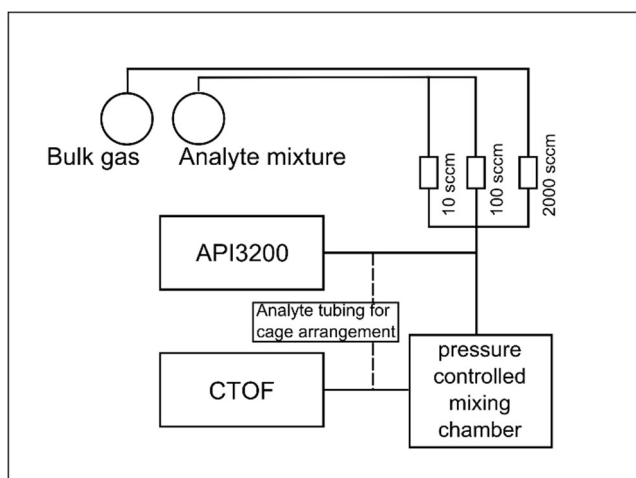 Bulk gas
Analyte mixture
10 sccm
100 sccm
2000 sccm
API3200
Analyte tubing for
cage arrangement
CTOF
pressure
controlled
mixing
chamber